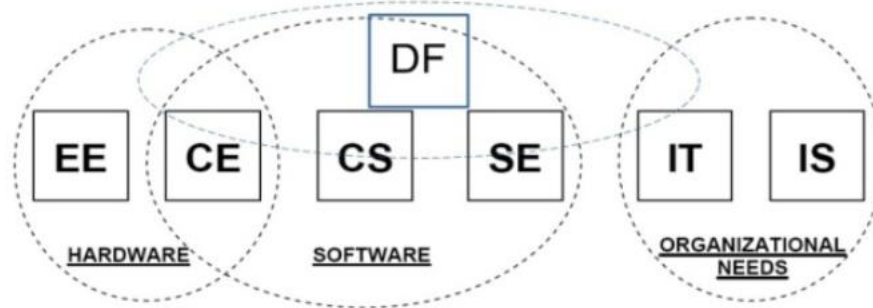 DF
EE CE CS SE IT IS
HARDWARE SOFTWARE ORGANIZATIONAL
NEEDS